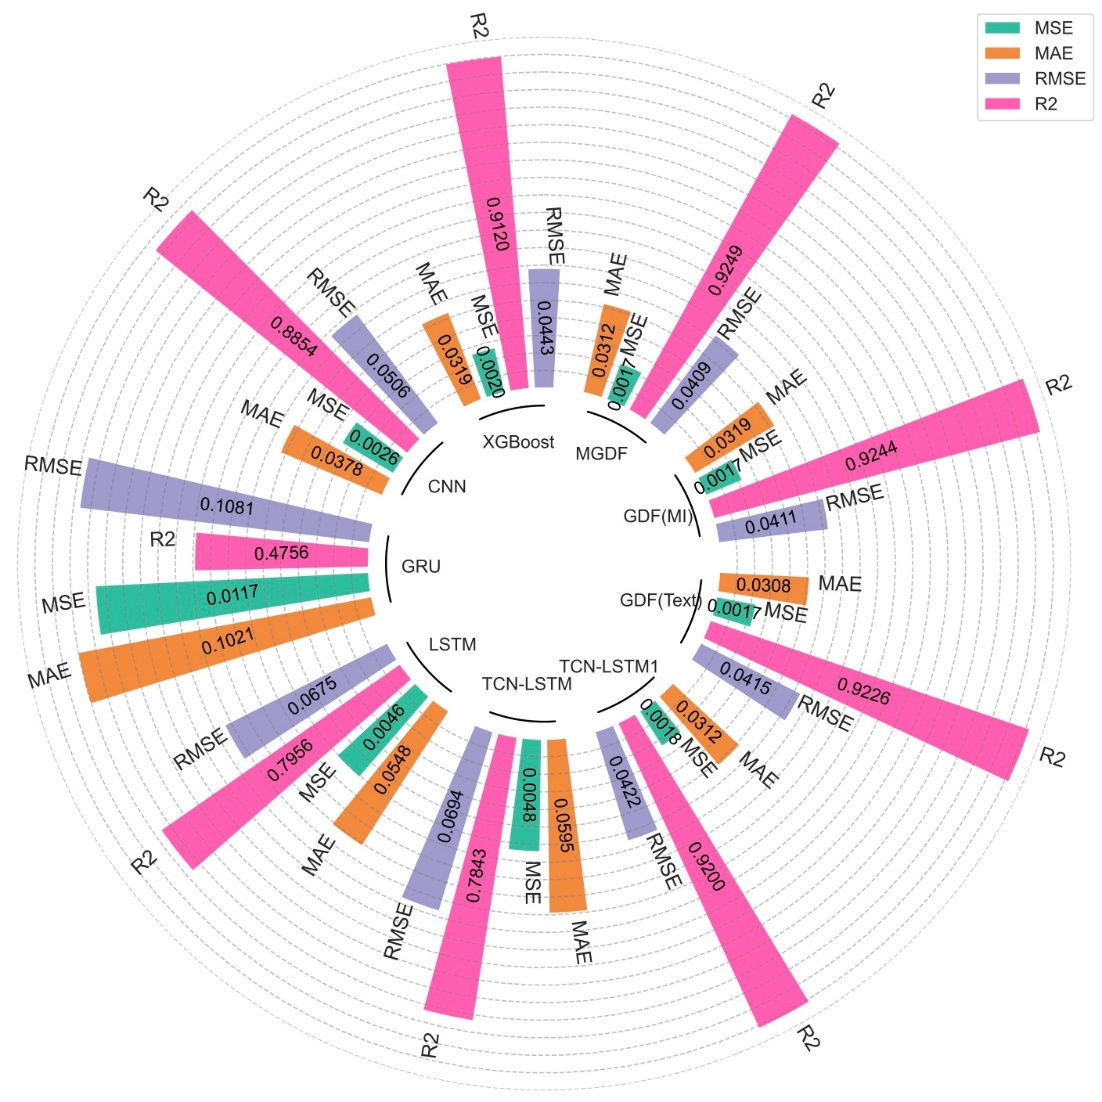 MSE
MAE
RMSE
R2
R2
0.9120
RMSE
0.0443
MAE
0.0319
MSE
0.0020
XGBoost
MAE
0.0312
MSE
0.0017
R2
0.9249
RMSE
0.0409
MGDF
MAE
0.0319
MSE
0.0017
R2
0.9244
RMSE
0.0411
GDF(MI)
MAE
0.0308
MSE
0.0017
R2
0.9226
RMSE
0.0415
GDF(Text)
MAE
0.0312
MSE
0.0018
R2
0.9200
RMSE
0.0422
TCN-LSTM1
MAE
0.0595
MSE
0.0048
R2
0.7843
RMSE
0.0694
TCN-LSTM
MAE
0.0548
MSE
0.0046
R2
0.7956
RMSE
0.0675
LSTM
MAE
0.1021
MSE
0.0117
R2
0.4756
RMSE
0.1081
GRU
MAE
0.0378
MSE
0.0026
R2
0.8854
RMSE
0.0506
CNN